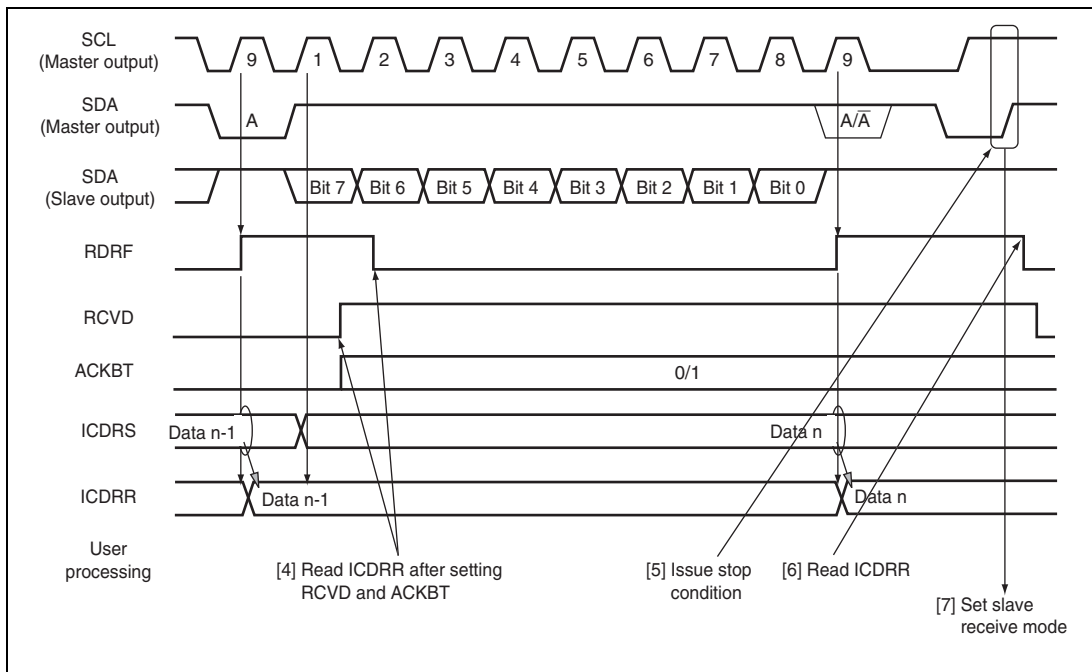 SCL
(Master output)
9 1 2 3 4 5 6 7 8 9
SDA
(Master output)
A A/A̅
SDA
(Slave output)
Bit 7 Bit 6 Bit 5 Bit 4 Bit 3 Bit 2 Bit 1 Bit 0
RDRF
RCVD
ACKBT
0/1
ICDRS
Data n-1 Data n
ICDRR
Data n-1 Data n
User
processing
[4] Read ICDRR after setting
RCVD and ACKBT
[5] Issue stop
condition
[6] Read ICDRR
[7] Set slave
receive mode